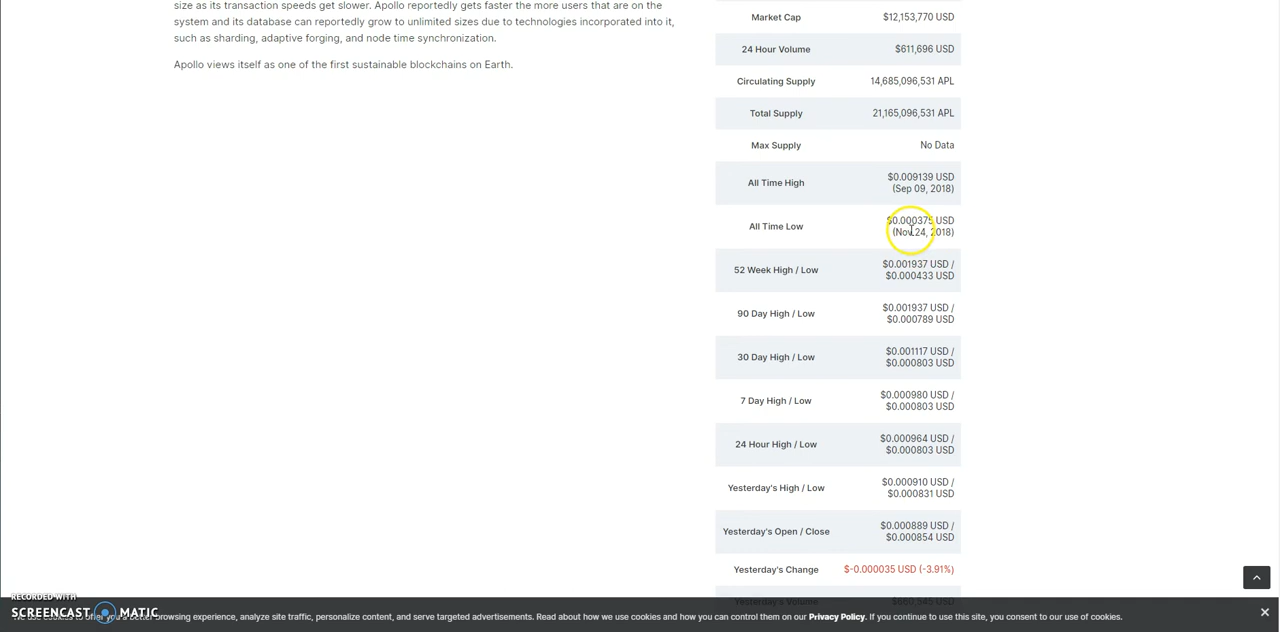 size as its transaction speeds get slower. Apollo reportedly gets faster the more users that are on the
system and its database can reportedly grow to unlimited sizes due to technologies incorporated into it,
such as sharding, adaptive forging, and node time synchronization.
Apollo views itself as one of the first sustainable blockchains on Earth.
Market Cap $12,153,770 USD
24 Hour Volume $611,696 USD
Circulating Supply 14,685,096,531 APL
Total Supply 21,165,096,531 APL
Max Supply No Data
All Time High $0.009139 USD
(Sep 09, 2018)
All Time Low $0.000375 USD
(Nov 24, 2018)
52 Week High / Low $0.001937 USD /
$0.000433 USD
90 Day High / Low $0.001937 USD /
$0.000789 USD
30 Day High / Low $0.001117 USD /
$0.000803 USD
7 Day High / Low $0.000980 USD /
$0.000803 USD
24 Hour High / Low $0.000964 USD /
$0.000803 USD
Yesterday's High / Low $0.000910 USD /
$0.000831 USD
Yesterday's Open / Close $0.000889 USD /
$0.000854 USD
Yesterday's Change $-0.000035 USD (-3.91%)
Yesterday's Volume
RECORDED WITH
SCREENCAST MATIC
We use cookies to offer you a better browsing experience, analyze site traffic, personalize content, and serve targeted advertisements. Read about how we use cookies and how you can control them on our Privacy Policy. If you continue to use this site, you consent to our use of cookies.